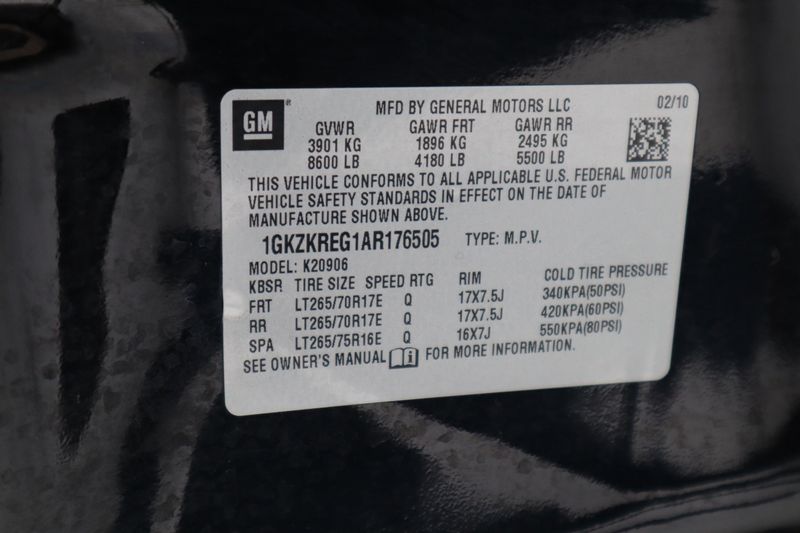 GM
MFD BY GENERAL MOTORS LLC 02/10
GVWR GAWR FRT GAWR RR
3901 KG 1896 KG 2495 KG
8600 LB 4180 LB 5500 LB
THIS VEHICLE CONFORMS TO ALL APPLICABLE U.S. FEDERAL MOTOR
VEHICLE SAFETY STANDARDS IN EFFECT ON THE DATE OF
MANUFACTURE SHOWN ABOVE.
1GKZKREG1AR176505 TYPE: M.P.V.
MODEL: K20906
KBSR TIRE SIZE SPEED RTG RIM COLD TIRE PRESSURE
FRT LT265/70R17E Q 17X7.5J 340KPA(50PSI)
RR LT265/70R17E Q 17X7.5J 420KPA(60PSI)
SPA LT265/75R16E Q 16X7J 550KPA(80PSI)
SEE OWNER'S MANUAL FOR MORE INFORMATION.